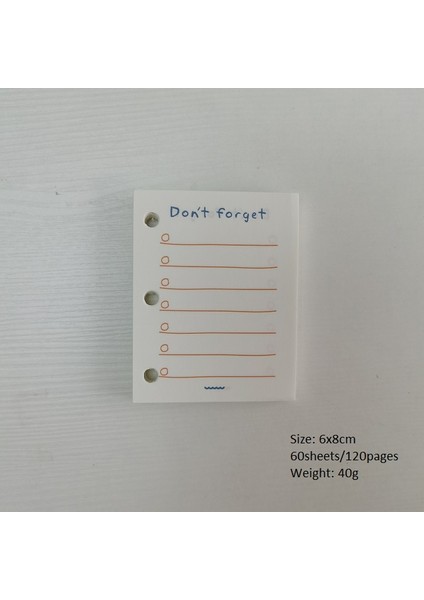 Don't forget
Size: 6x8cm
60sheets/120pages
Weight: 40g